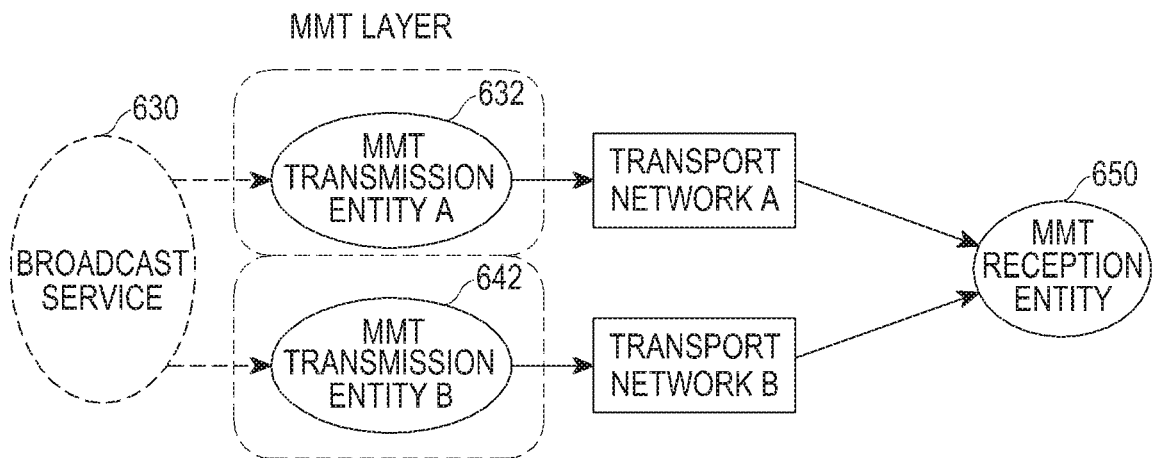 MMT LAYER
630
BROADCAST
SERVICE
632
MMT
TRANSMISSION
ENTITY A
642
MMT
TRANSMISSION
ENTITY B
TRANSPORT
NETWORK A
TRANSPORT
NETWORK B
650
MMT
RECEPTION
ENTITY